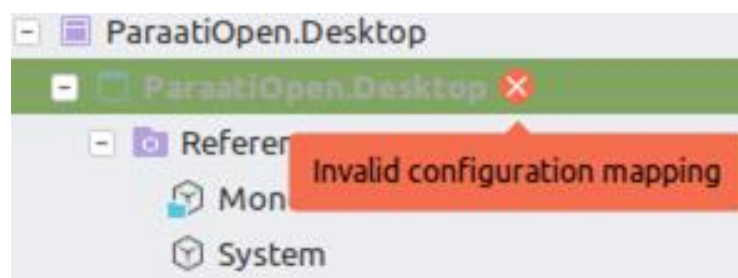 ParaatiOpen.Desktop
ParaatiOpen.Desktop
Referen
Invalid configuration mapping
Mon
System